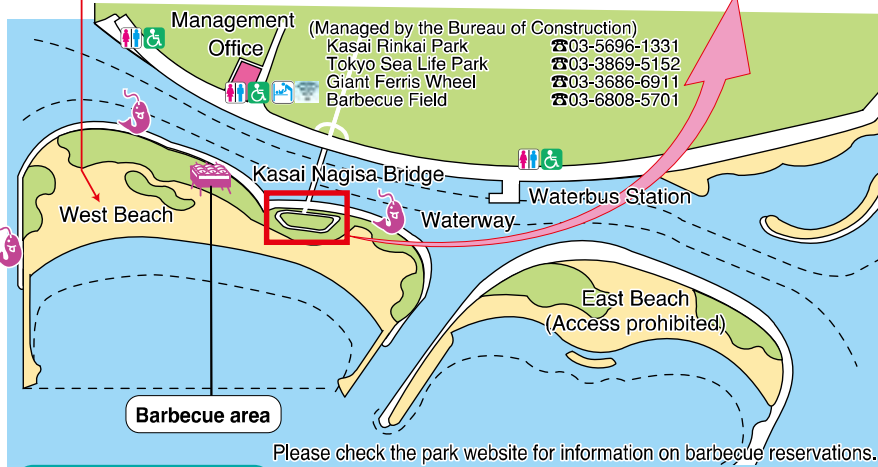 Management
Office
(Managed by the Bureau of Construction)
Kasai Rinkai Park ☎03-5696-1331
Tokyo Sea Life Park ☎03-3869-5152
Giant Ferris Wheel ☎03-3686-6911
Barbecue Field ☎03-6808-5701
Kasai Nagisa Bridge
Waterbus Station
West Beach
Waterway
East Beach
(Access prohibited)
Barbecue area
Please check the park website for information on barbecue reservations.